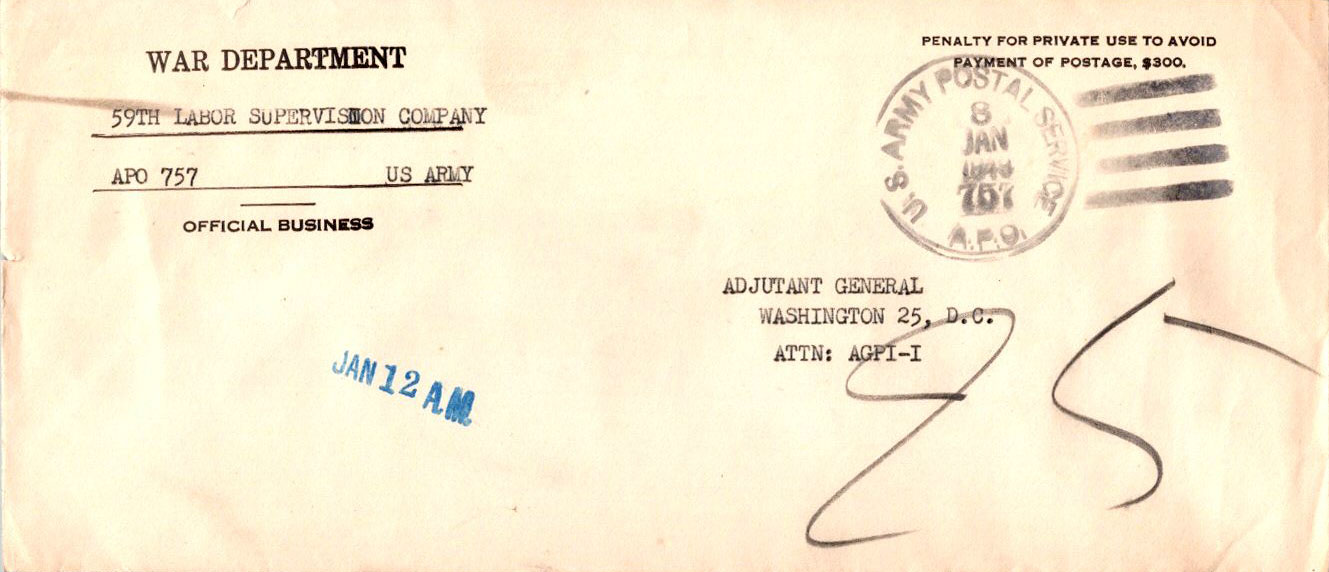 WAR DEPARTMENT
59TH LABOR SUPERVISION COMPANY
APO 757 US ARMY
OFFICIAL BUSINESS
PENALTY FOR PRIVATE USE TO AVOID
PAYMENT OF POSTAGE, $300.
U.S. ARMY POSTAL SERVICE
8
JAN
757
A.P.O.
ADJUTANT GENERAL
WASHINGTON 25, D.C.
ATTN: AGPI-I
JAN 12 A.M.
25